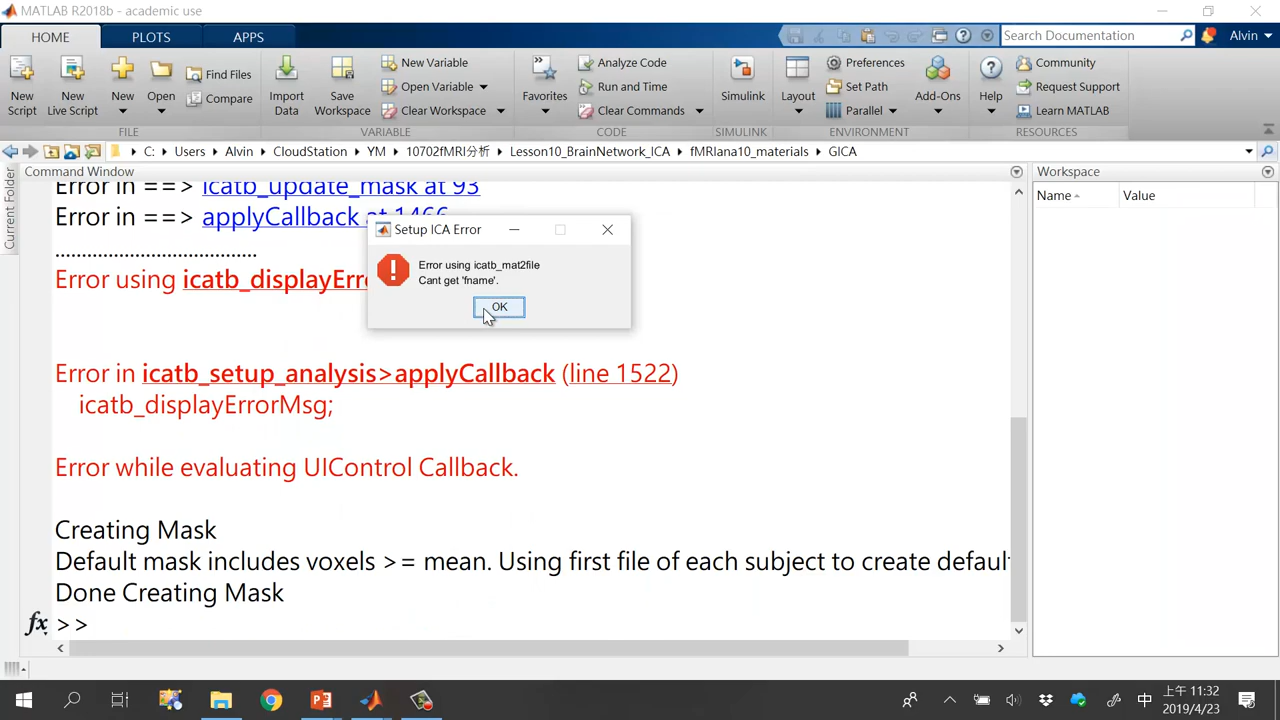 MATLAB R2018b - academic use
HOME
PLOTS
APPS
Search Documentation
Alvin
New Script
New Live Script
New
Open
Find Files
Compare
Import Data
Save Workspace
New Variable
Open Variable
Clear Workspace
Favorites
Analyze Code
Run and Time
Clear Commands
Simulink
Layout
Preferences
Set Path
Parallel
Add-Ons
Help
Community
Request Support
Learn MATLAB
FILE
VARIABLE
CODE
SIMULINK
ENVIRONMENT
RESOURCES
C: Users Alvin CloudStation YM 10702fMRI分析 Lesson10_BrainNetwork_ICA fMRIana10_materials GICA
Current Folder
Command Window
Error in ==> icatb_update_mask at 93
Error in ==> applyCallback at 1466
....................................
Error using icatb_displayErr
Error in icatb_setup_analysis>applyCallback (line 1522)
icatb_displayErrorMsg;
Error while evaluating UIControl Callback.
Creating Mask
Default mask includes voxels >= mean. Using first file of each subject to create default
Done Creating Mask
fx >>
Setup ICA Error
Error using icatb_mat2file
Cant get 'fname'.
OK
Workspace
Name
Value
中
上午 11:32
2019/4/23